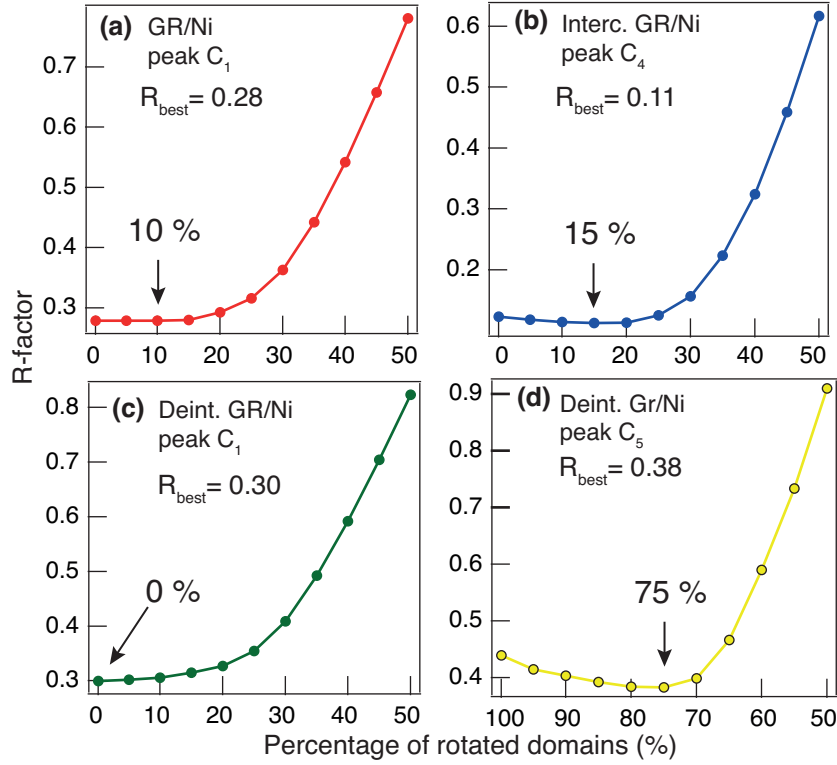 (a) GR/Ni
peak C1
Rbest= 0.28
10 %
0.7
0.6
0.5
0.4
0.3
0 10 20 30 40 50
(b) Interc. GR/Ni
peak C4
Rbest= 0.11
15 %
0.6
0.5
0.4
0.3
0.2
0 10 20 30 40 50
R-factor
(c) Deint. GR/Ni
peak C1
Rbest= 0.30
0 %
0.8
0.7
0.6
0.5
0.4
0.3
0 10 20 30 40 50
(d) Deint. Gr/Ni
peak C5
Rbest= 0.38
75 %
0.9
0.8
0.7
0.6
0.5
0.4
100 90 80 70 60 50
Percentage of rotated domains (%)